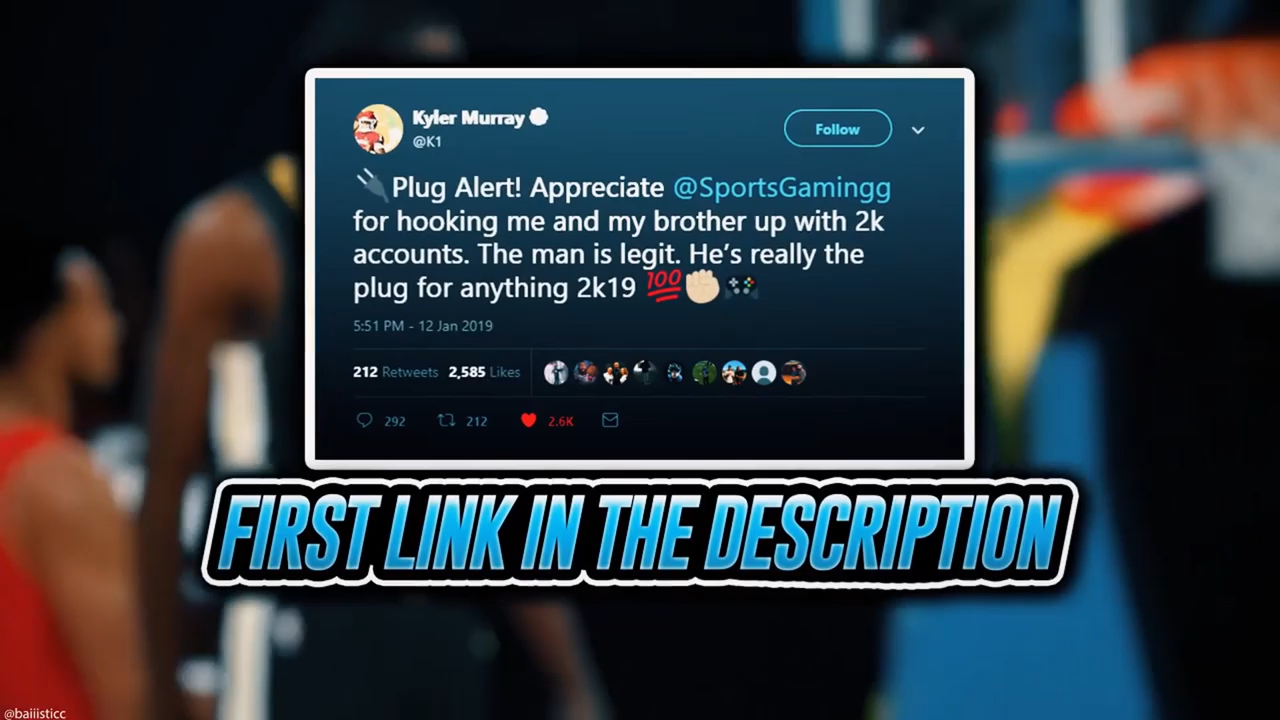 Kyler Murray
@K1
Follow
Plug Alert! Appreciate @SportsGamingg
for hooking me and my brother up with 2k
accounts. The man is legit. He’s really the
plug for anything 2k19 💯✊🏼🎮
5:51 PM - 12 Jan 2019
212 Retweets 2,585 Likes
292 212 2.6K
FIRST LINK IN THE DESCRIPTION
@baiiisticc